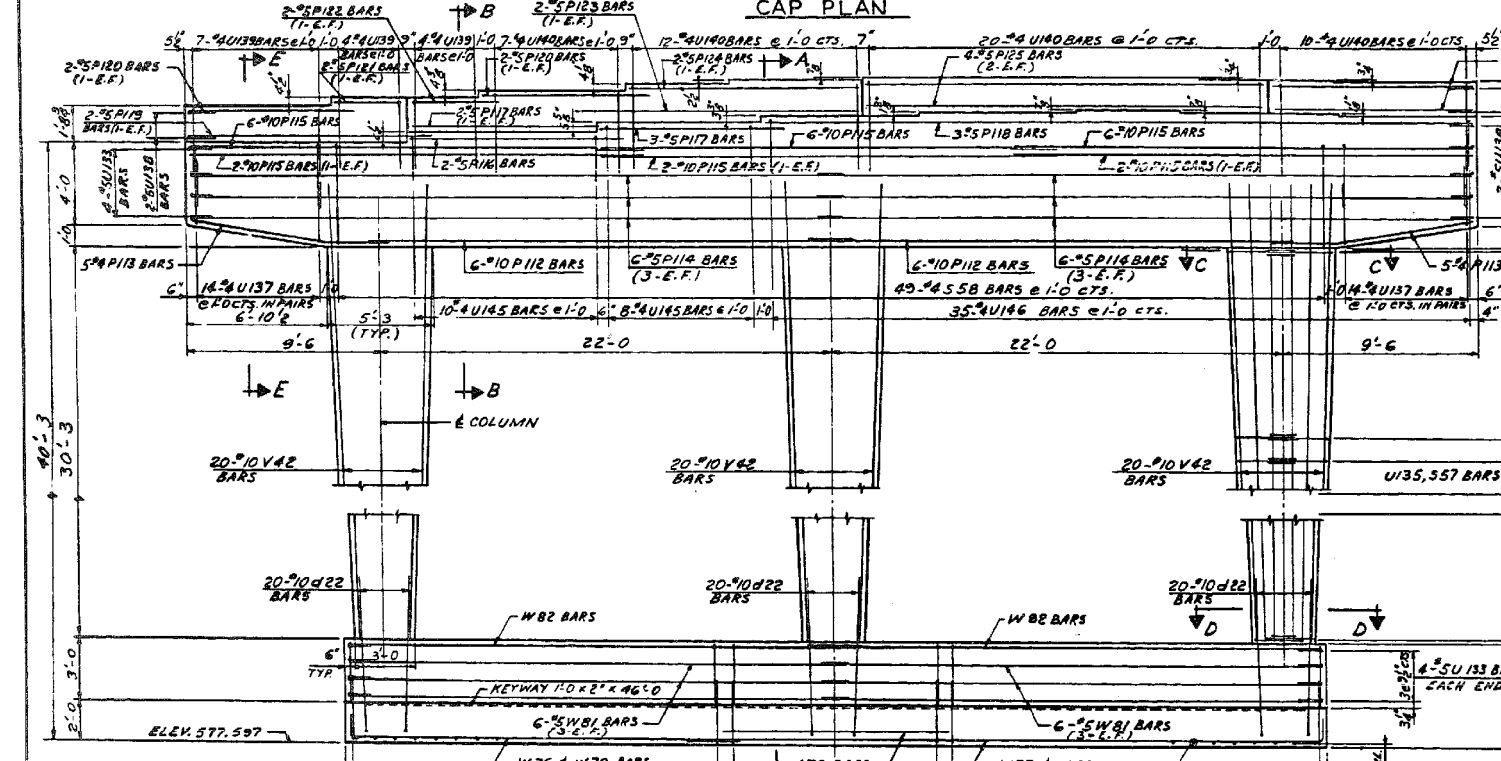 CAP PLAN
2-#5P122 BARS
(1-E.F.)
B
2-#5P123 BARS
(1-E.F.)
5½"
7-#4U139 BARS @ 1'-0
1'-0
4-#4U139
BARS @ 1'-0
9"
4-#4U139
BARS @ 1'-0
1'-0
7-#4U140 BARS @ 1'-0
9"
12-#4U140 BARS @ 1'-0 CTS.
7"
20-#4U140 BARS @ 1'-0 CTS.
1'-0
10-#4U140 BARS @ 1'-0 CTS.
5½"
2-#5P120 BARS
(1-E.F.)
E
2-#5P121 BARS
(1-E.F.)
2-#5P120 BARS
(1-E.F.)
2-#5P124 BARS
(1-E.F.)
A
4-#5P125 BARS
(2-E.F.)
2-#5P119
BARS (1-E.F.)
6-#10P115 BARS
2-#5P117 BARS
(1-E.F.)
3-#5P117 BARS
6-#10P115 BARS
3-#5P118 BARS
6-#10P115 BARS
2-#10P115 BARS (1-E.F.)
2-#5P116 BARS
2-#10P115 BARS (1-E.F.)
2-#10P115 BARS (1-E.F.)
4-#5U133
BARS
2-#5U138
BARS
4'-0
1'-0
5-#4P113 BARS
6-#10P112 BARS
6-#5P114 BARS
(3-E.F.)
6-#10P112 BARS
6-#5P114 BARS
(3-E.F.)
C
C
5-#4P113
6"
14-#4U137 BARS
@ 1'-0 CTS. IN PAIRS
1'-0
49-#4S58 BARS @ 1'-0 CTS.
1'-0
14-#4U137 BARS
@ 1'-0 CTS. IN PAIRS
6"
6'-10½
5'-3
(TYP.)
10-#4U145 BARS @ 1'-0
6"
8-#4U145 BARS @ 1'-0
1'-0
35-#4U146 BARS @ 1'-0 CTS.
4"
9'-6
22'-0
22'-0
9'-6
E
B
℄ COLUMN
40'-3
30'-3
20-#10V42
BARS
20-#10V42
BARS
20-#10V42
BARS
U135, S57 BARS
20-#10d22
BARS
20-#10d22
BARS
20-#10d22
BARS
W82 BARS
W82 BARS
D
D
6"
TYP.
3'-0
3'-0
KEYWAY 1'-0 x 2" x 46'-0
4-#5U133
EACH END
2'-0
6-#5W81 BARS
(3-E.F.)
6-#5W81 BARS
(3-E.F.)
ELEV. 577.597